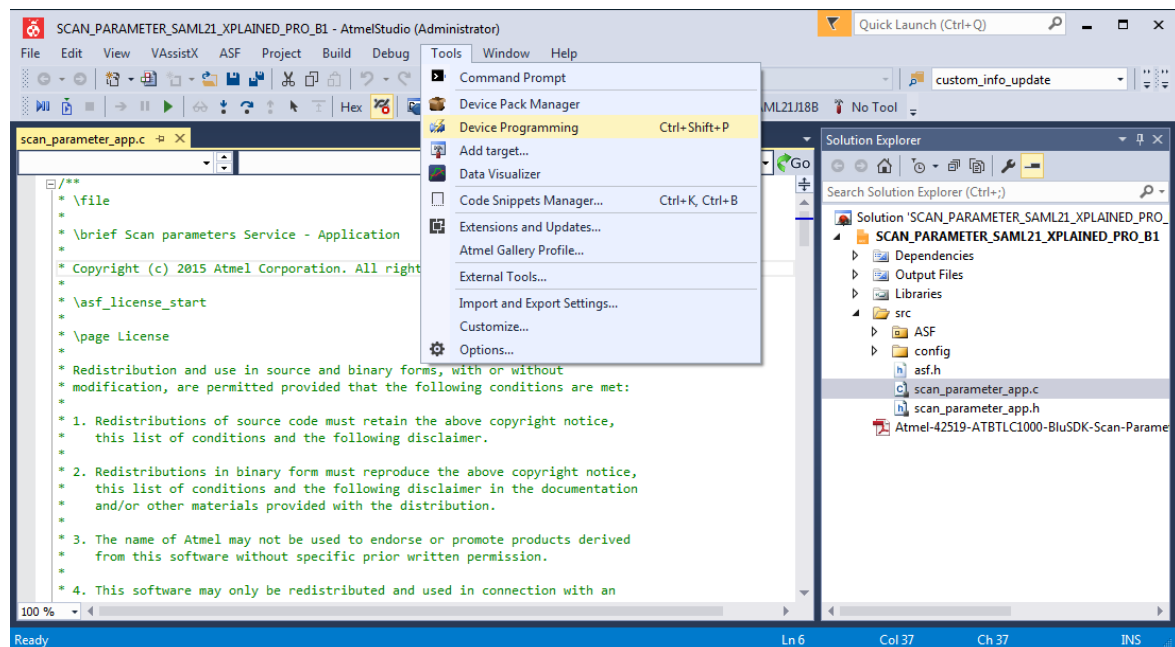 SCAN_PARAMETER_SAML21_XPLAINED_PRO_B1 - AtmelStudio (Administrator)
Quick Launch (Ctrl+Q)
File Edit View VAssistX ASF Project Build Debug Tools Window Help
custom_info_update
Hex
AML21J18B No Tool
Command Prompt
Device Pack Manager
Device Programming Ctrl+Shift+P
Add target...
Data Visualizer
Code Snippets Manager... Ctrl+K, Ctrl+B
Extensions and Updates...
Atmel Gallery Profile...
External Tools...
Import and Export Settings...
Customize...
Options...
scan_parameter_app.c
Go
/**
* \file
*
* \brief Scan parameters Service - Application
*
* Copyright (c) 2015 Atmel Corporation. All right
*
* \asf_license_start
*
* \page License
*
* Redistribution and use in source and binary forms, with or without
* modification, are permitted provided that the following conditions are met:
*
* 1. Redistributions of source code must retain the above copyright notice,
* this list of conditions and the following disclaimer.
*
* 2. Redistributions in binary form must reproduce the above copyright notice,
* this list of conditions and the following disclaimer in the documentation
* and/or other materials provided with the distribution.
*
* 3. The name of Atmel may not be used to endorse or promote products derived
* from this software without specific prior written permission.
*
* 4. This software may only be redistributed and used in connection with an
100 %
Solution Explorer
Search Solution Explorer (Ctrl+;)
Solution 'SCAN_PARAMETER_SAML21_XPLAINED_PRO_
SCAN_PARAMETER_SAML21_XPLAINED_PRO_B1
Dependencies
Output Files
Libraries
src
ASF
config
asf.h
scan_parameter_app.c
scan_parameter_app.h
Atmel-42519-ATBTLC1000-BluSDK-Scan-Parame
Ready Ln 6 Col 37 Ch 37 INS